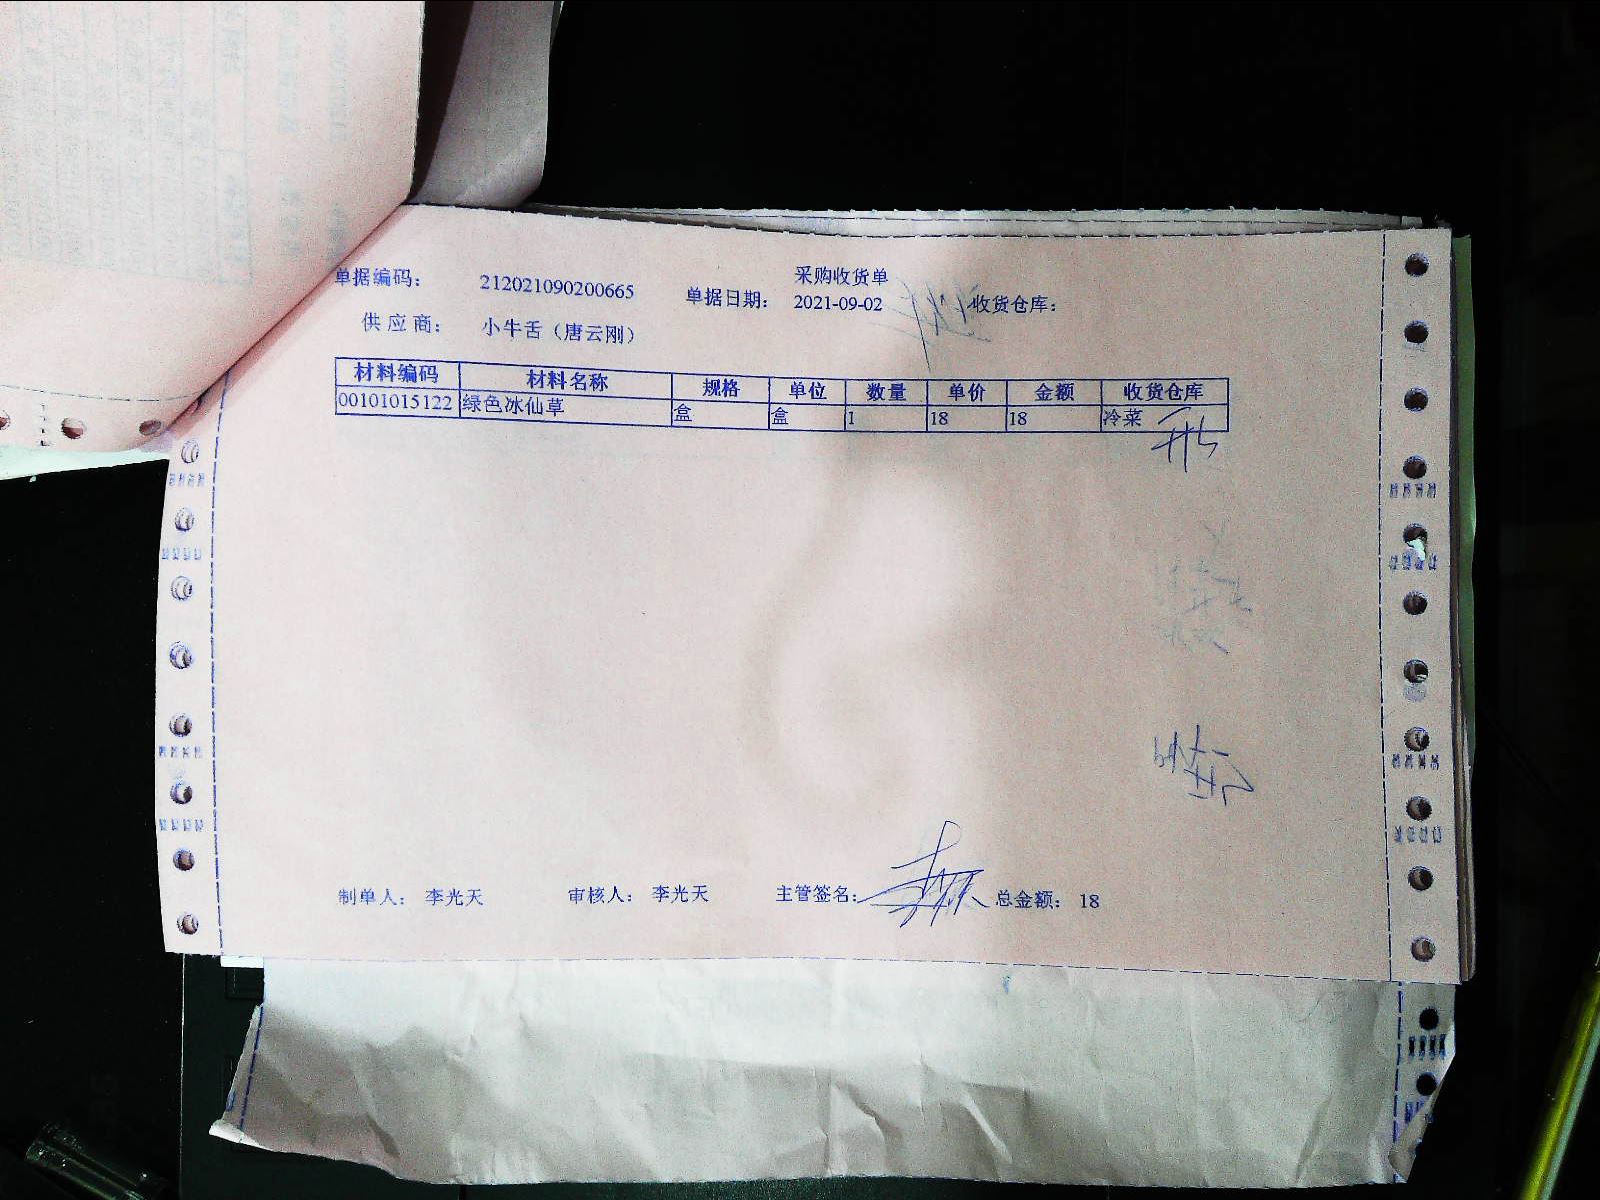 采购收货单
单据编码： 212021090200665 单据日期： 2021-09-02 收货仓库：
供应商： 小牛舌（唐云刚）
材料编码 材料名称 规格 单位 数量 单价 金额 收货仓库
00101015122 绿色冰仙草 盒 盒 1 18 18 冷菜
制单人： 李光天 审核人： 李光天 主管签名： 总金额： 18